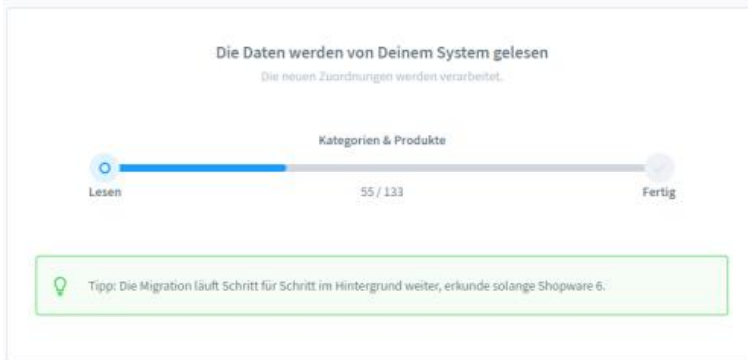 Die Daten werden von Deinem System gelesen
Die neuen Zuordnungen werden verarbeitet.
Kategorien & Produkte
Lesen
55 / 133
Fertig
Tipp: Die Migration läuft Schritt für Schritt im Hintergrund weiter, erkunde solange Shopware 6.